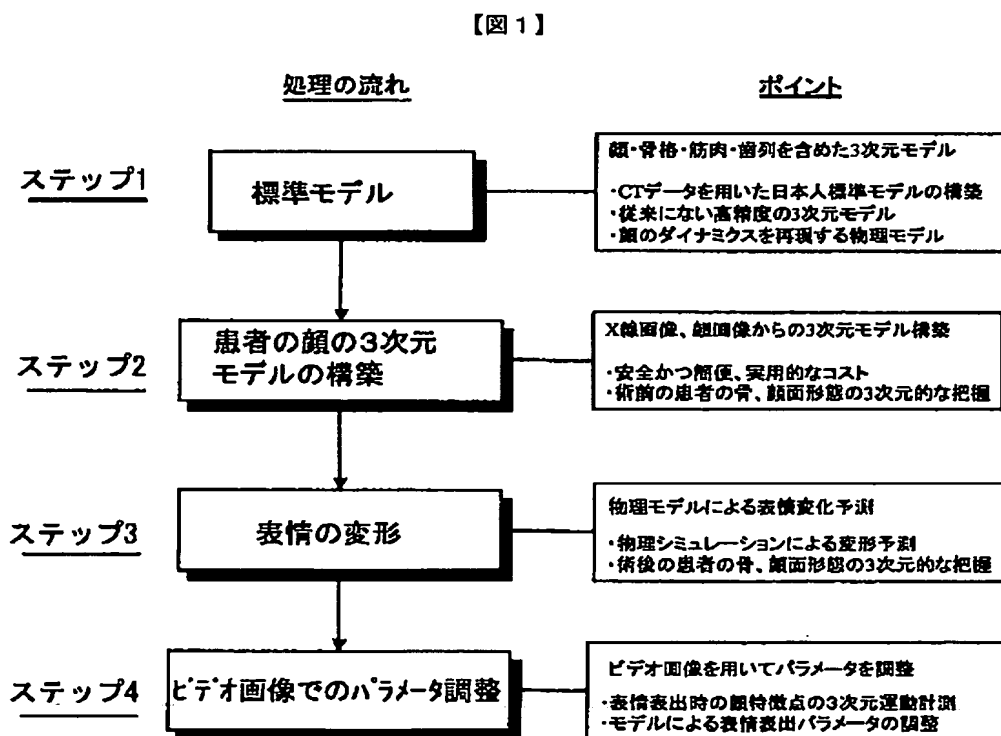 【図1】
処理の流れ
ポイント
ステップ1
標準モデル
顔・骨格・筋肉・歯列を含めた3次元モデル
・CTデータを用いた日本人標準モデルの構築
・従来にない高精度の3次元モデル
・顔のダイナミクスを再現する物理モデル
ステップ2
患者の顔の3次元
モデルの構築
X線画像、顔画像からの3次元モデル構築
・安全かつ簡便、実用的なコスト
・術前の患者の骨、顔面形態の3次元的な把握
ステップ3
表情の変形
物理モデルによる表情変化予測
・物理シミュレーションによる変形予測
・術後の患者の骨、顔面形態の3次元的な把握
ステップ4
ビデオ画像でのパラメータ調整
ビデオ画像を用いてパラメータを調整
・表情表出時の顔特徴点の3次元運動計測
・モデルによる表情表出パラメータの調整